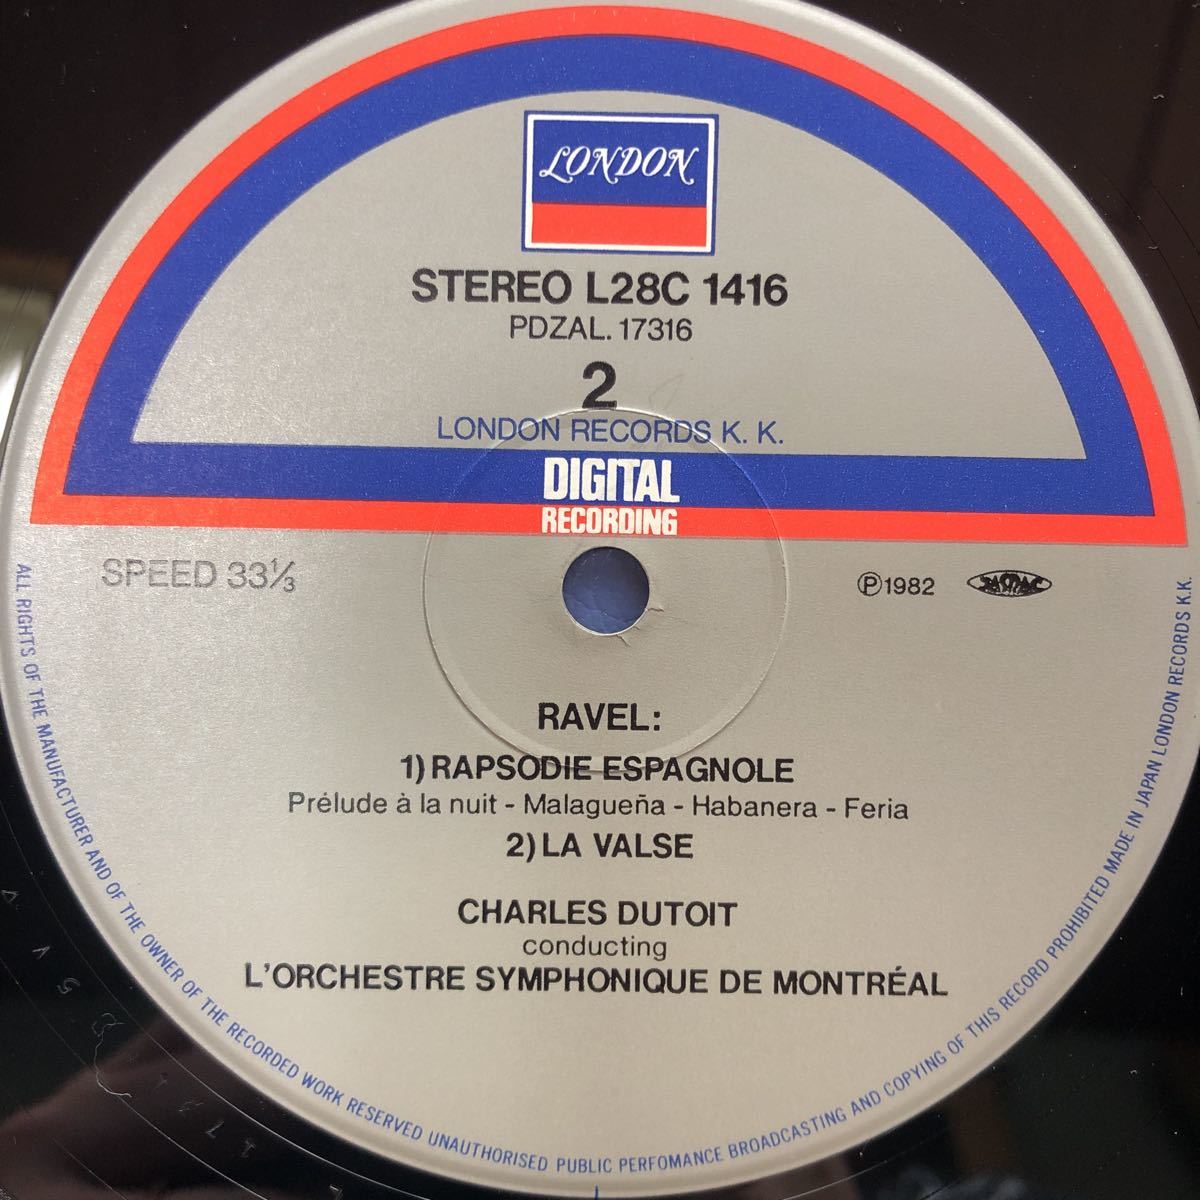 LONDON
STEREO L28C 1416
PDZAL. 17316
2
LONDON RECORDS K. K.
DIGITAL
RECORDING
SPEED 33⅓
Ⓟ1982
RAVEL:
1) RAPSODIE ESPAGNOLE
Prélude à la nuit - Malagueña - Habanera - Feria
2) LA VALSE
CHARLES DUTOIT
conducting
L'ORCHESTRE SYMPHONIQUE DE MONTRÉAL
ALL RIGHTS OF THE MANUFACTURER AND OF THE OWNER OF THE RECORDED WORK RESERVED UNAUTHORISED PUBLIC PERFOMANCE BROADCASTING AND COPYING OF THIS RECORD PROHIBITED MADE IN JAPAN LONDON RECORDS K.K.